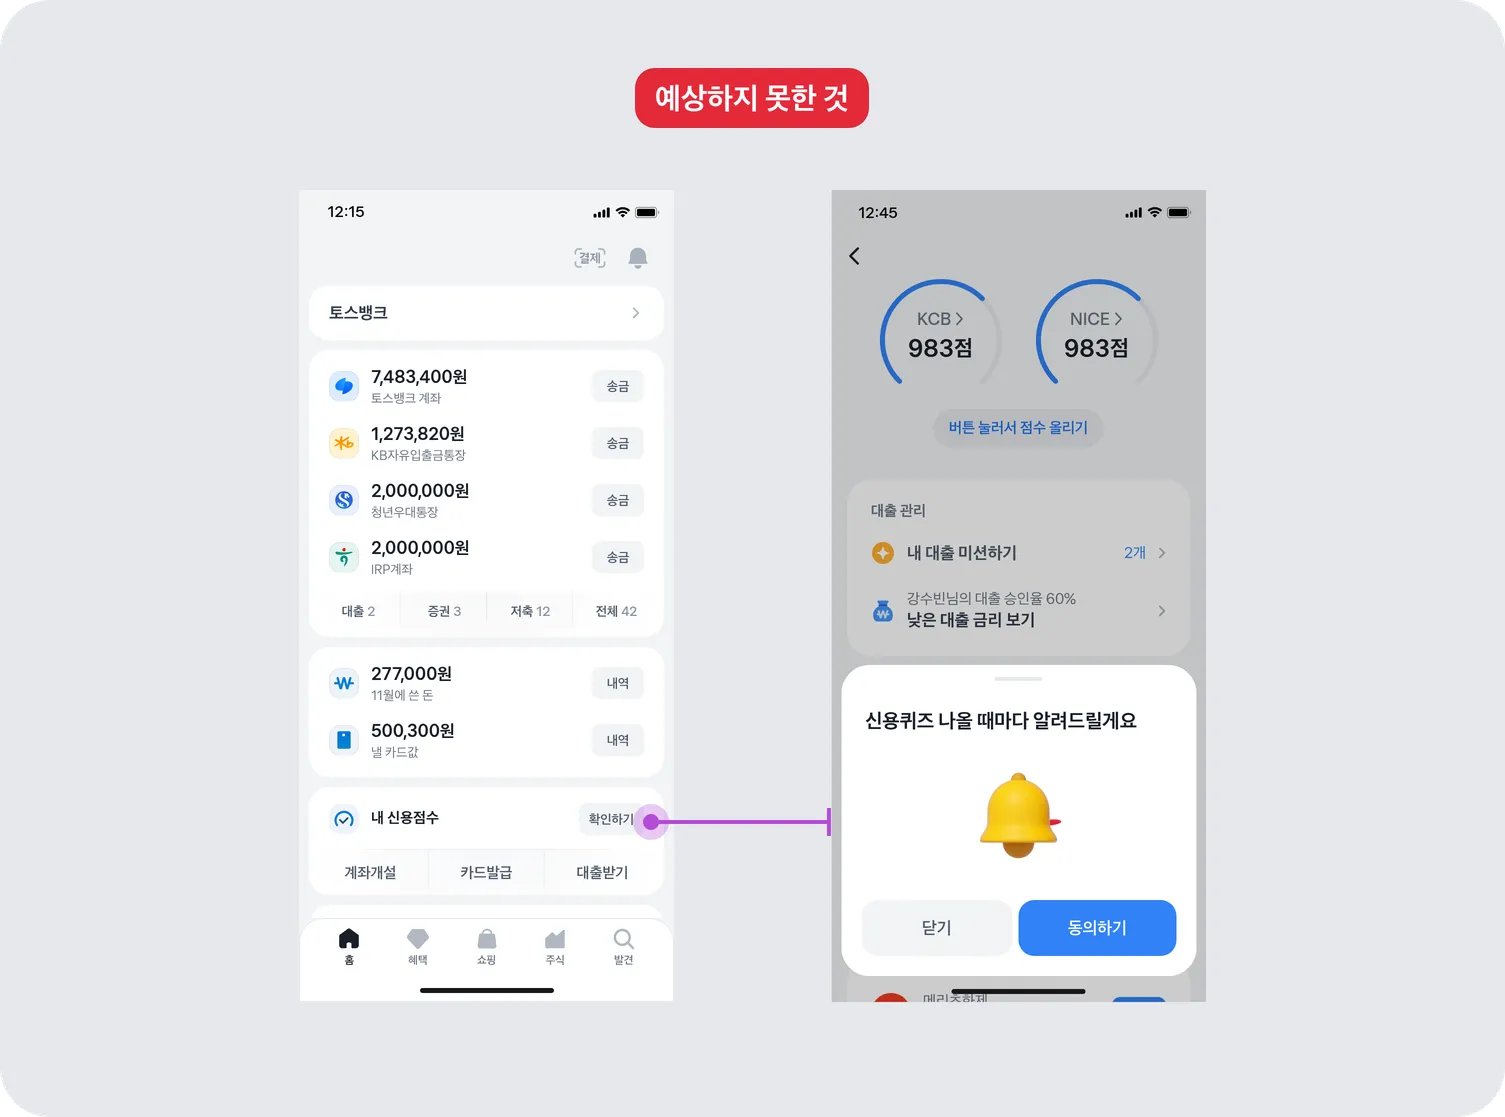 예상하지 못한 것
12:15
결제
토스뱅크
7,483,400원
토스뱅크 계좌
송금
1,273,820원
KB자유입출금통장
송금
2,000,000원
청년우대통장
송금
2,000,000원
IRP계좌
송금
대출 2
증권 3
저축 12
전체 42
277,000원
11월에 쓴 돈
내역
500,300원
낼 카드값
내역
내 신용점수
확인하기
계좌개설
카드발급
대출받기
홈
혜택
쇼핑
주식
발견
12:45
KCB
983점
NICE
983점
버튼 눌러서 점수 올리기
대출 관리
내 대출 미션하기
2개
강수빈님의 대출 승인율 60%
낮은 대출 금리 보기
신용퀴즈 나올 때마다 알려드릴게요
닫기
동의하기
메리츠화재